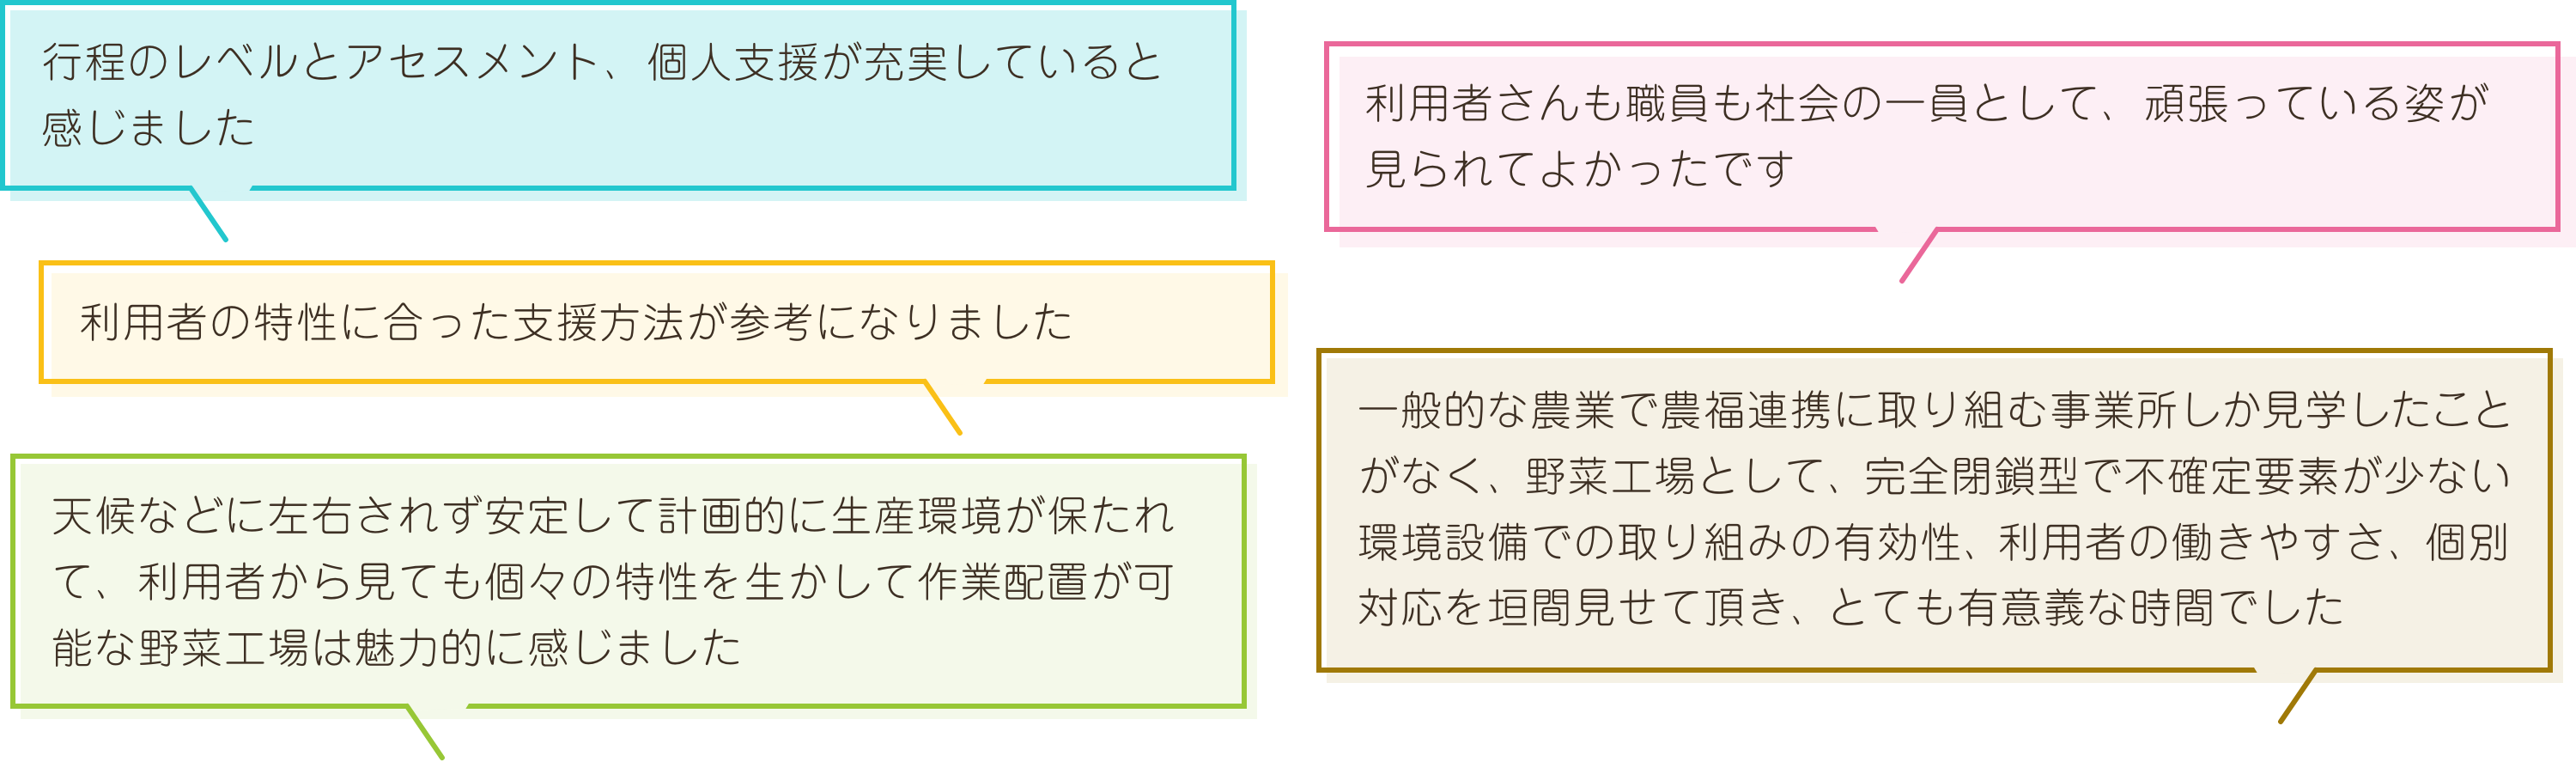 行程のレベルとアセスメント、個人支援が充実していると
感じました
利用者の特性に合った支援方法が参考になりました
天候などに左右されず安定して計画的に生産環境が保たれ
て、利用者から見ても個々の特性を生かして作業配置が可
能な野菜工場は魅力的に感じました
利用者さんも職員も社会の一員として、頑張っている姿が
見られてよかったです
一般的な農業で農福連携に取り組む事業所しか見学したこと
がなく、野菜工場として、完全閉鎖型で不確定要素が少ない
環境設備での取り組みの有効性、利用者の働きやすさ、個別
対応を垣間見せて頂き、とても有意義な時間でした